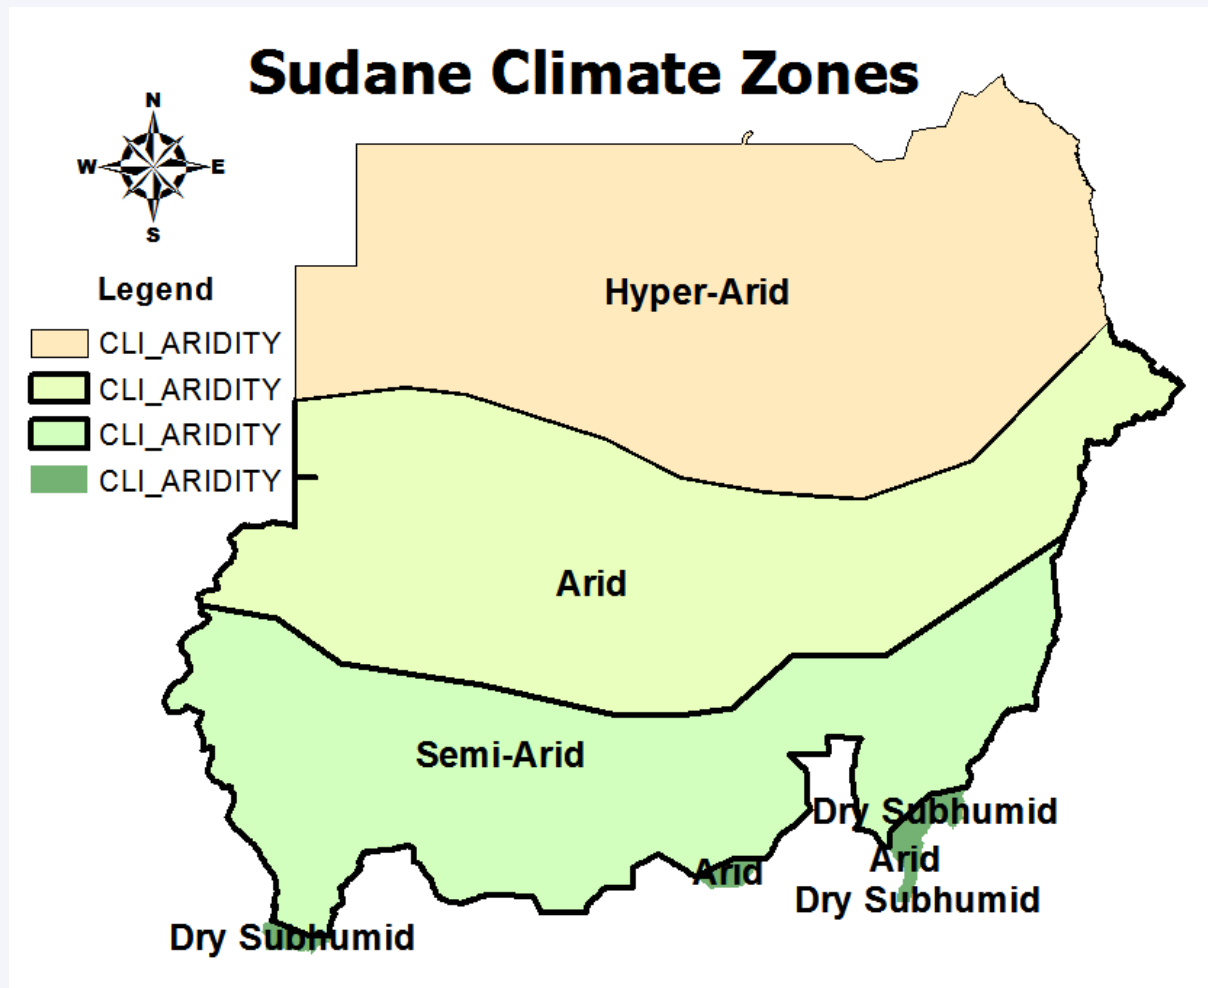 Sudane Climate Zones
N
W E
S
Legend
CLI_ARIDITY
CLI_ARIDITY
CLI_ARIDITY
CLI_ARIDITY
Hyper-Arid
Arid
Semi-Arid
Dry Subhumid
Arid
Arid
Dry Subhumid
Dry Subhumid